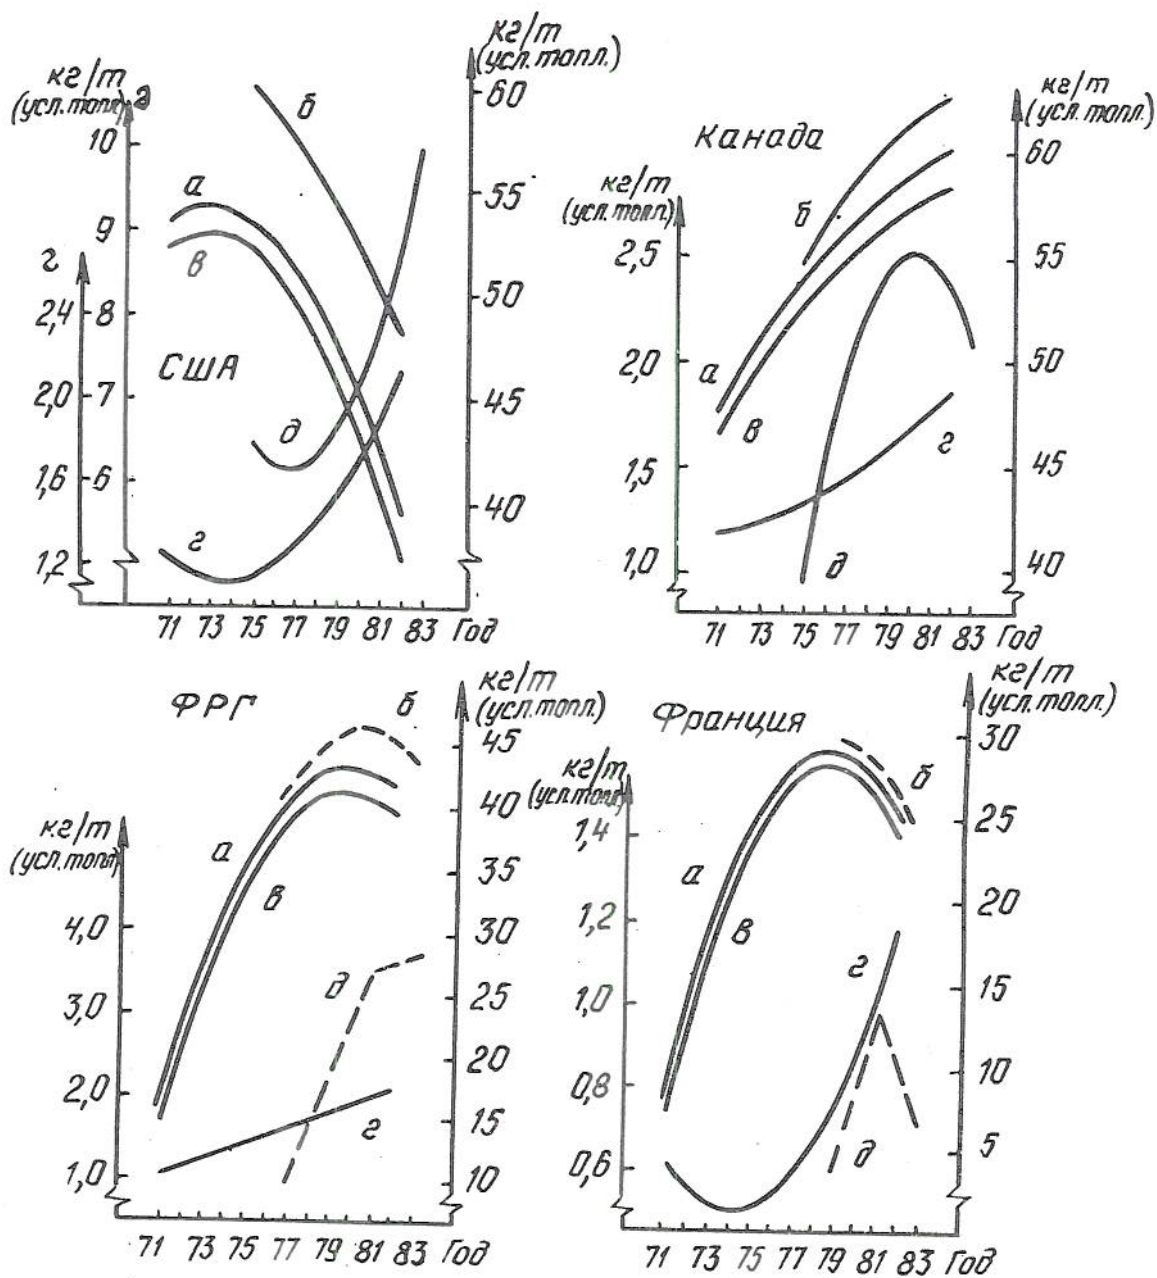 кг/т
(усл.топл.)
кг/т
(усл.топл.) а
10
9
8
7
6
г
2,4
2,0
1,6
1,2
60
55
50
45
40
б
а
в
США
д
г
71 73 75 77 79 81 83 Год
Канада
кг/т
(усл.топл.)
кг/т
(усл.топл.)
2,5
2,0
1,5
1,0
60
55
50
45
40
б
а
в
г
д
71 73 75 77 79 81 83 Год
ФРГ
кг/т
(усл.топл.)
кг/т
(усл.топл.)
4,0
3,0
2,0
1,0
45
40
35
30
25
20
15
10
б
а
в
д
г
71 73 75 77 79 81 83 Год
Франция
кг/т
(усл.топл.)
кг/т
(усл.топл.)
1,4
1,2
1,0
0,8
0,6
30
25
20
15
10
5
б
а
в
г
д
71 73 75 77 79 81 83 Год